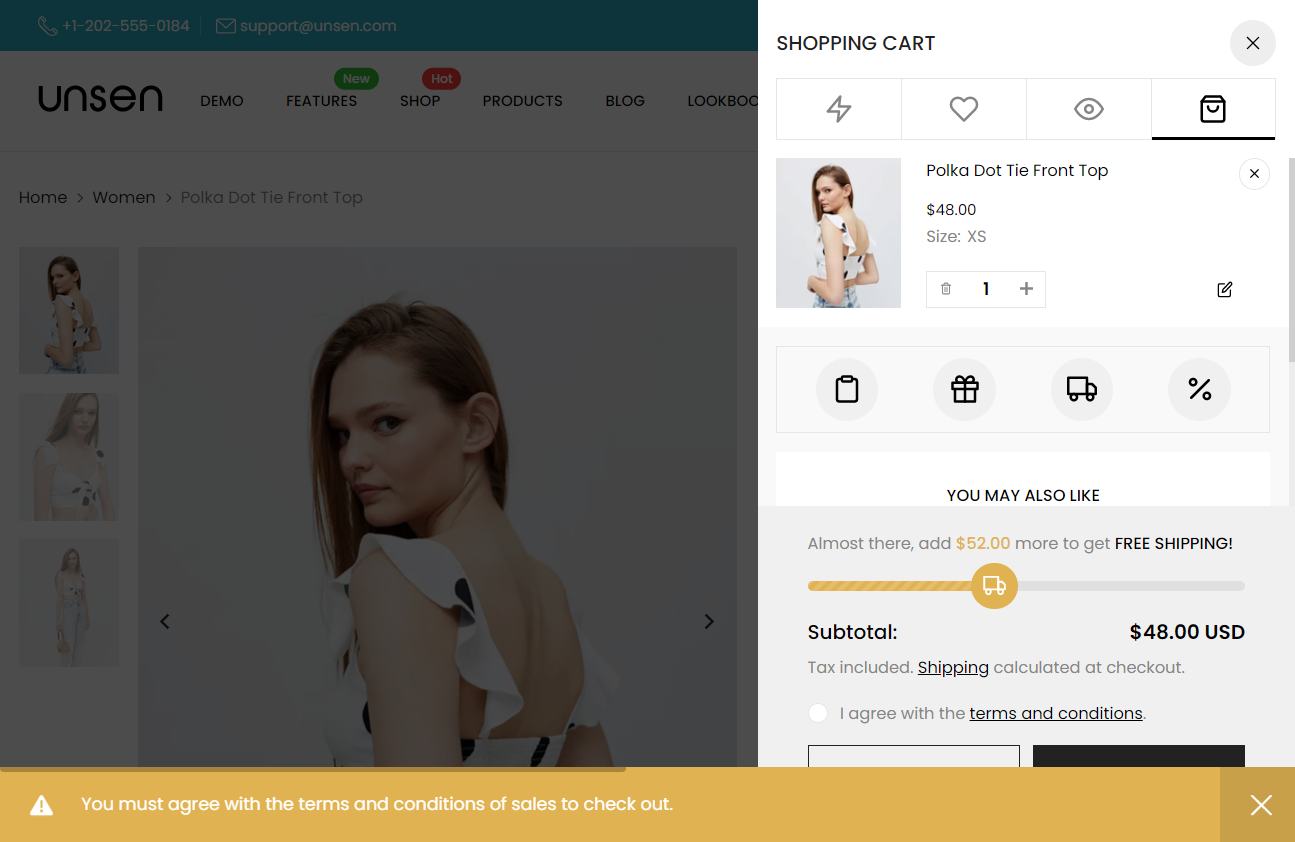 +1-202-555-0184
support@unsen.com
unsen
DEMO
New
FEATURES
Hot
SHOP
PRODUCTS
BLOG
LOOKBOO
Home > Women > Polka Dot Tie Front Top
SHOPPING CART
Polka Dot Tie Front Top
$48.00
Size: XS
1
YOU MAY ALSO LIKE
Almost there, add $52.00 more to get FREE SHIPPING!
Subtotal: $48.00 USD
Tax included. Shipping calculated at checkout.
I agree with the terms and conditions.
You must agree with the terms and conditions of sales to check out.